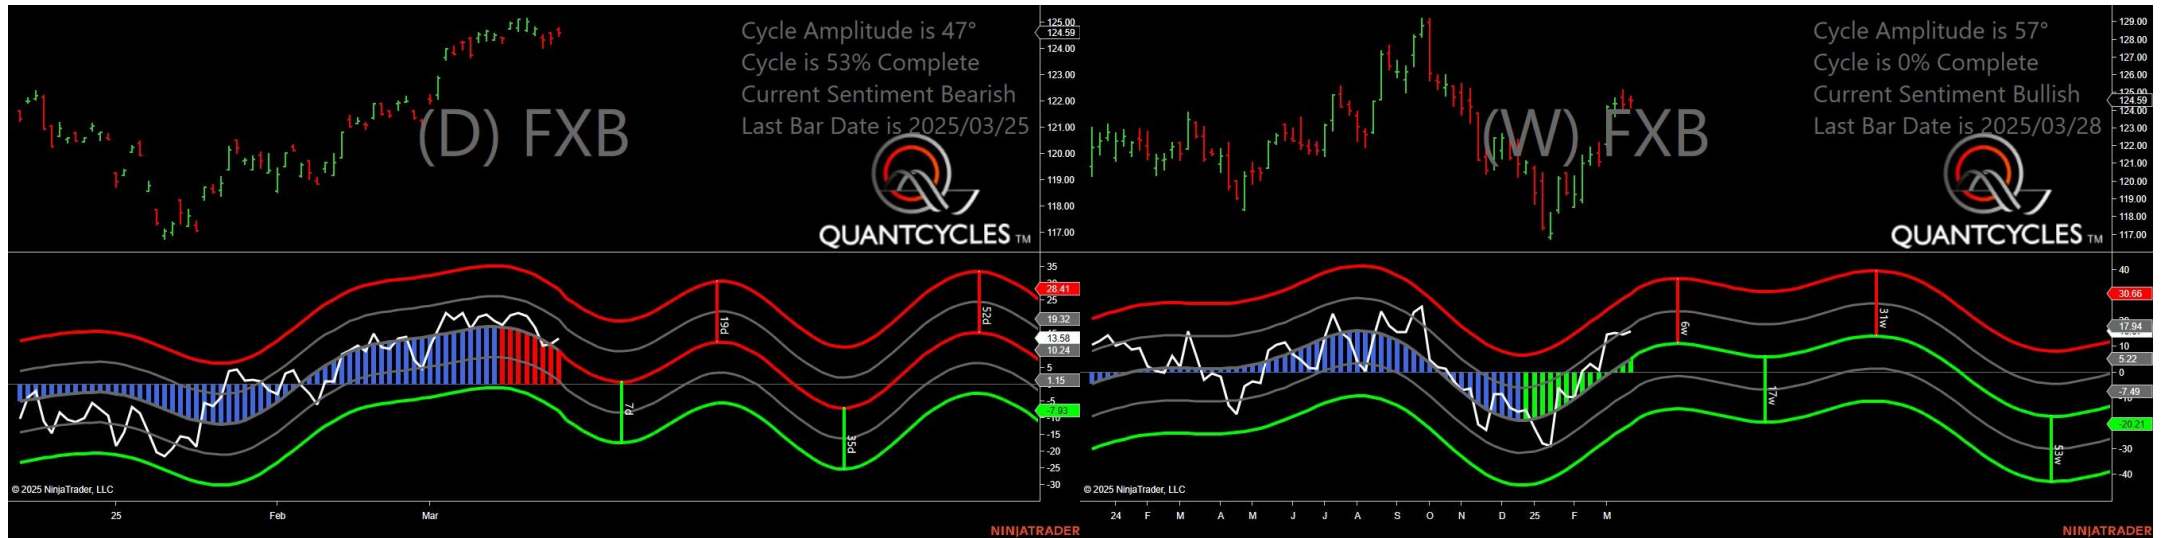 Cycle Amplitude is 47°
Cycle is 53% Complete
Current Sentiment Bearish
Last Bar Date is 2025/03/25
(D) FXB
QUANTCYCLES TM
125.00
124.59
124.00
123.00
122.00
121.00
120.00
119.00
118.00
117.00
35
28.41
25
19.32
13.58
10.24
5
1.15
-5
-7.93
-15
-20
-25
-30
7d
19d
35d
52d
© 2025 NinjaTrader, LLC
25 Feb Mar
NINJATRADER
Cycle Amplitude is 57°
Cycle is 0% Complete
Current Sentiment Bullish
Last Bar Date is 2025/03/28
(W) FXB
QUANTCYCLES TM
129.00
128.00
127.00
126.00
124.59
124.00
123.00
122.00
121.00
120.00
119.00
118.00
117.00
40
30.66
17.94
10
5.22
0
-7.49
-20.21
-30
-40
6w
17w
31w
53w
© 2025 NinjaTrader, LLC
24 F M A M J J A S O N D 25 F M
NINJATRADER